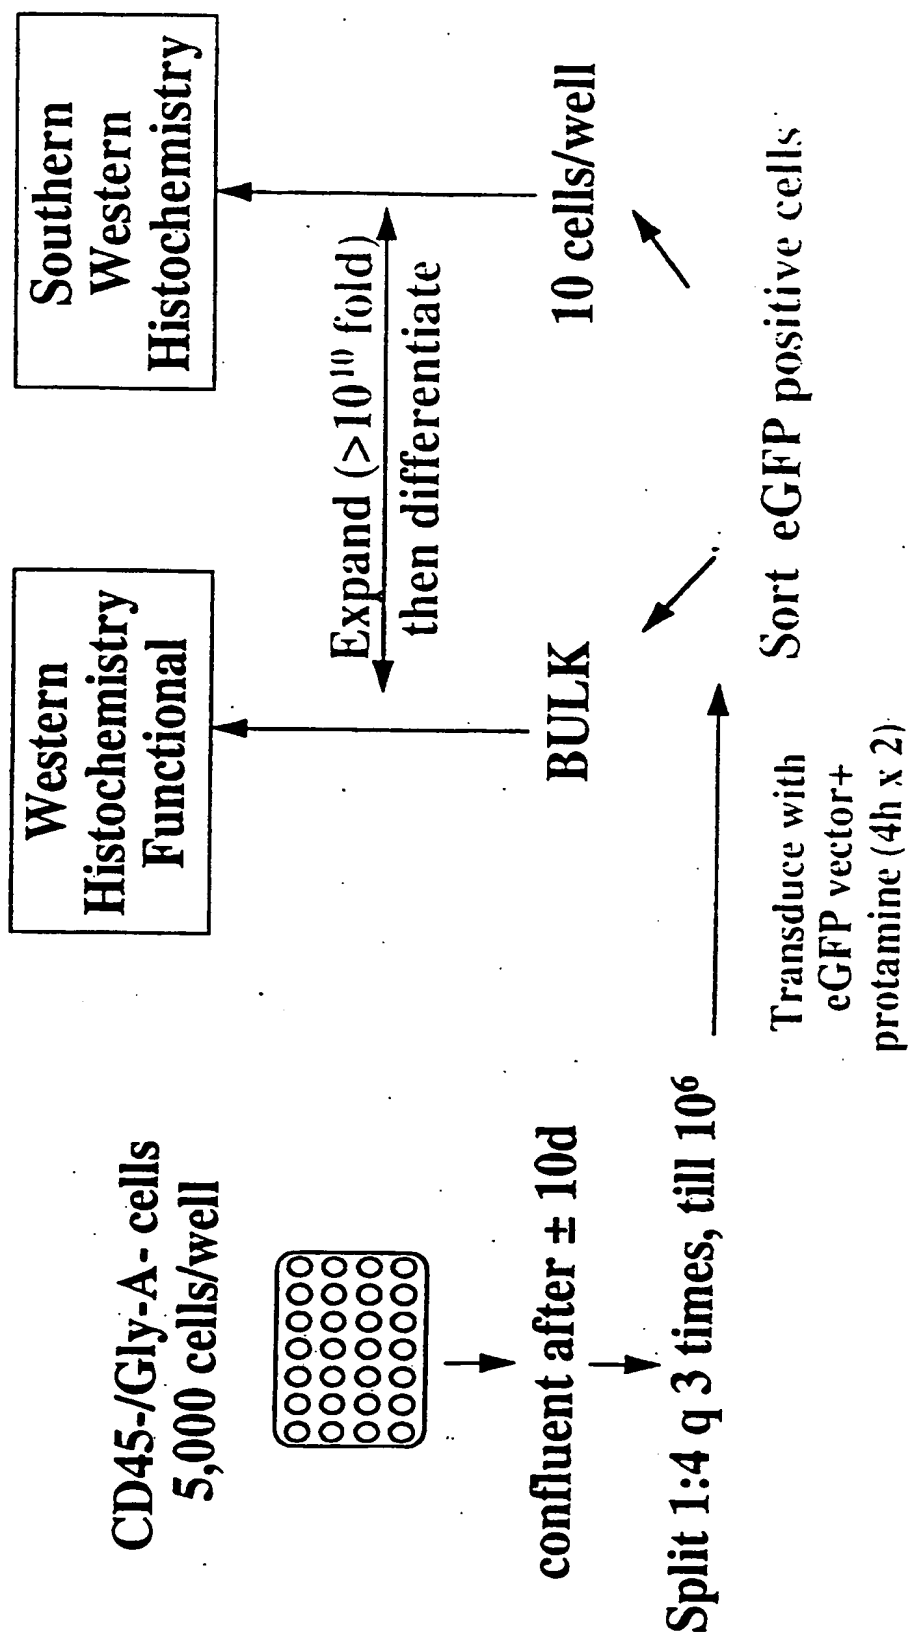 CD45-/Gly-A- cells
5,000 cells/well
confluent after ± 10d
Split 1:4 q 3 times, till 10⁶
Transduce with
eGFP vector+
protamine (4h x 2)
Sort eGFP positive cells
BULK
10 cells/well
Expand (>10¹⁰ fold)
then differentiate
Western
Histochemistry
Functional
Southern
Western
Histochemistry